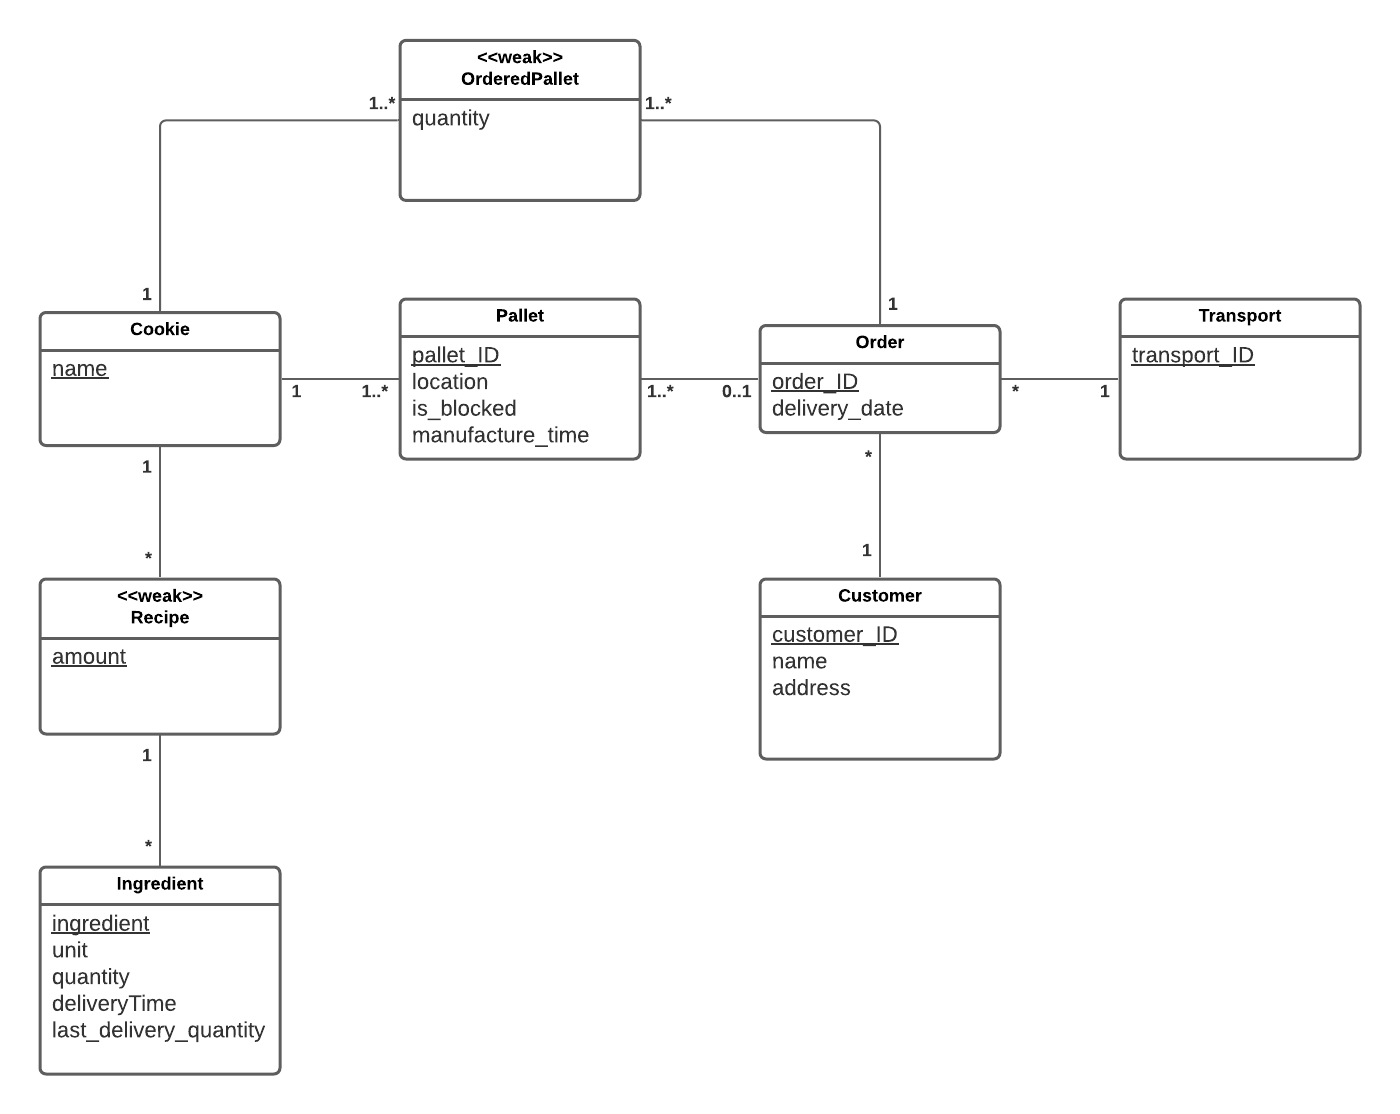 <<weak>>
OrderedPallet
1..*
1..*
quantity
1
1
Cookie
name
Pallet
pallet_ID
location
is_blocked
manufacture_time
Order
order_ID
delivery_date
Transport
transport_ID
1
1..*
1..*
0..1
*
1
1
*
*
1
<<weak>>
Recipe
amount
Customer
customer_ID
name
address
1
*
Ingredient
ingredient
unit
quantity
deliveryTime
last_delivery_quantity